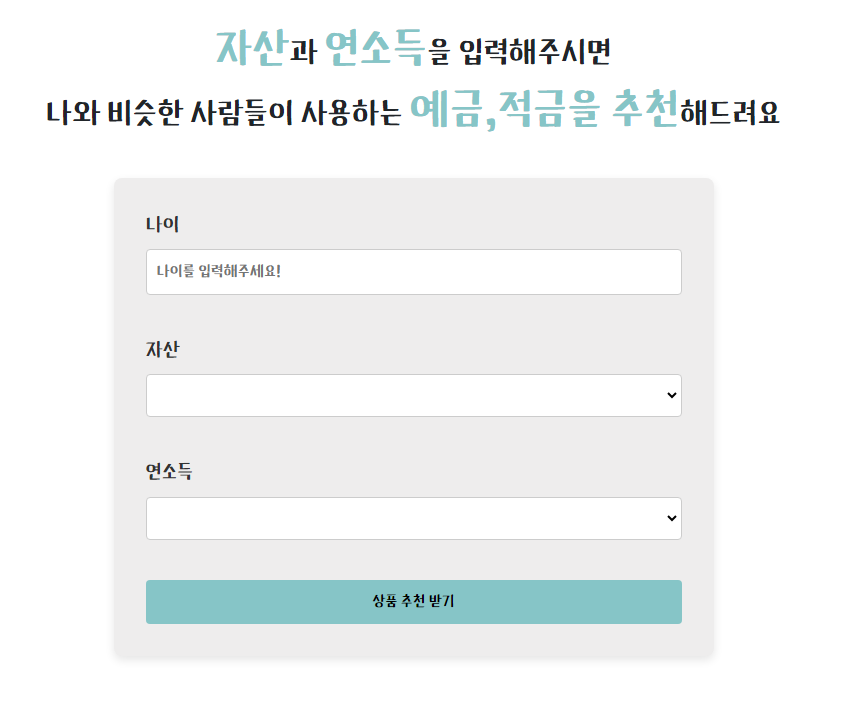 자산과 연소득을 입력해주시면
나와 비슷한 사람들이 사용하는 예금,적금을 추천해드려요
나이
나이를 입력해주세요!
자산
연소득
상품 추천 받기